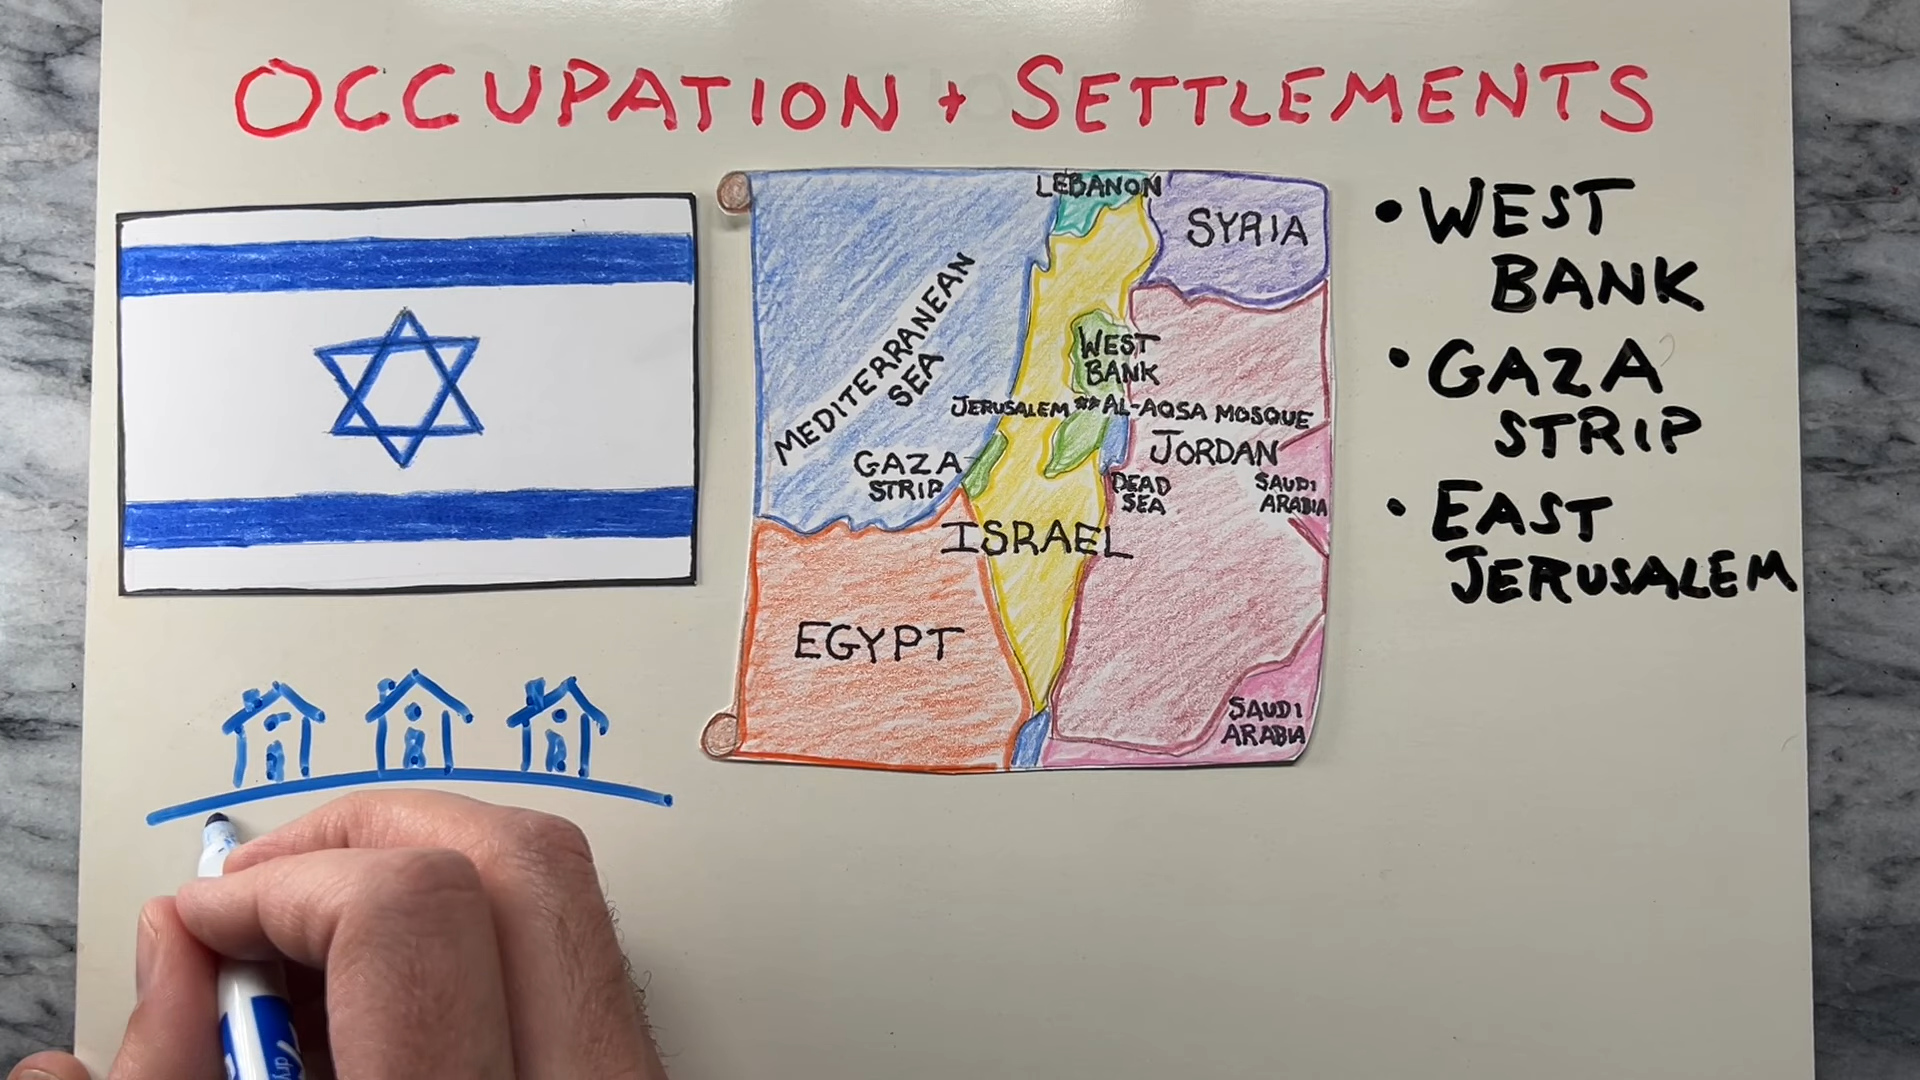 OCCUPATION + SETTLEMENTS
LEBANON
SYRIA
MEDITERRANEAN
SEA
WEST
BANK
JERUSALEM ** AL-AQSA MOSQUE
JORDAN
GAZA
STRIP
DEAD
SEA
SAUDI
ARABIA
ISRAEL
EGYPT
SAUDI
ARABIA
• WEST
BANK
• GAZA
STRIP
• EAST
JERUSALEM
dry